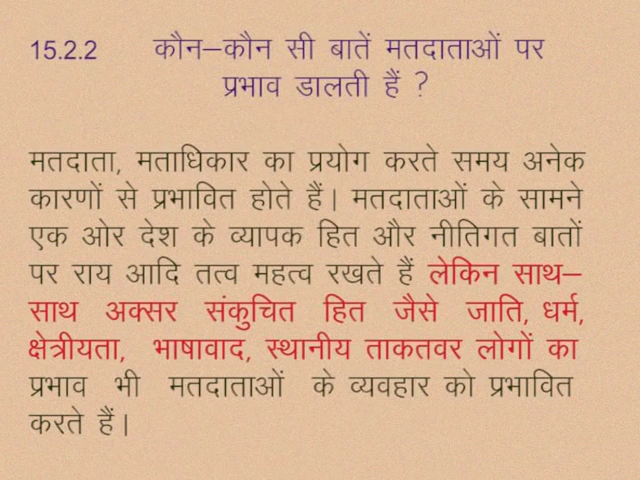 15.2.2 कौन–कौन सी बातें मतदाताओं पर
प्रभाव डालती हैं ?
मतदाता, मताधिकार का प्रयोग करते समय अनेक
कारणों से प्रभावित होते हैं। मतदाताओं के सामने
एक ओर देश के व्यापक हित और नीतिगत बातों
पर राय आदि तत्व महत्व रखते हैं लेकिन साथ–
साथ अक्सर संकुचित हित जैसे जाति, धर्म,
क्षेत्रीयता, भाषावाद, स्थानीय ताकतवर लोगों का
प्रभाव भी मतदाताओं के व्यवहार को प्रभावित
करते हैं।